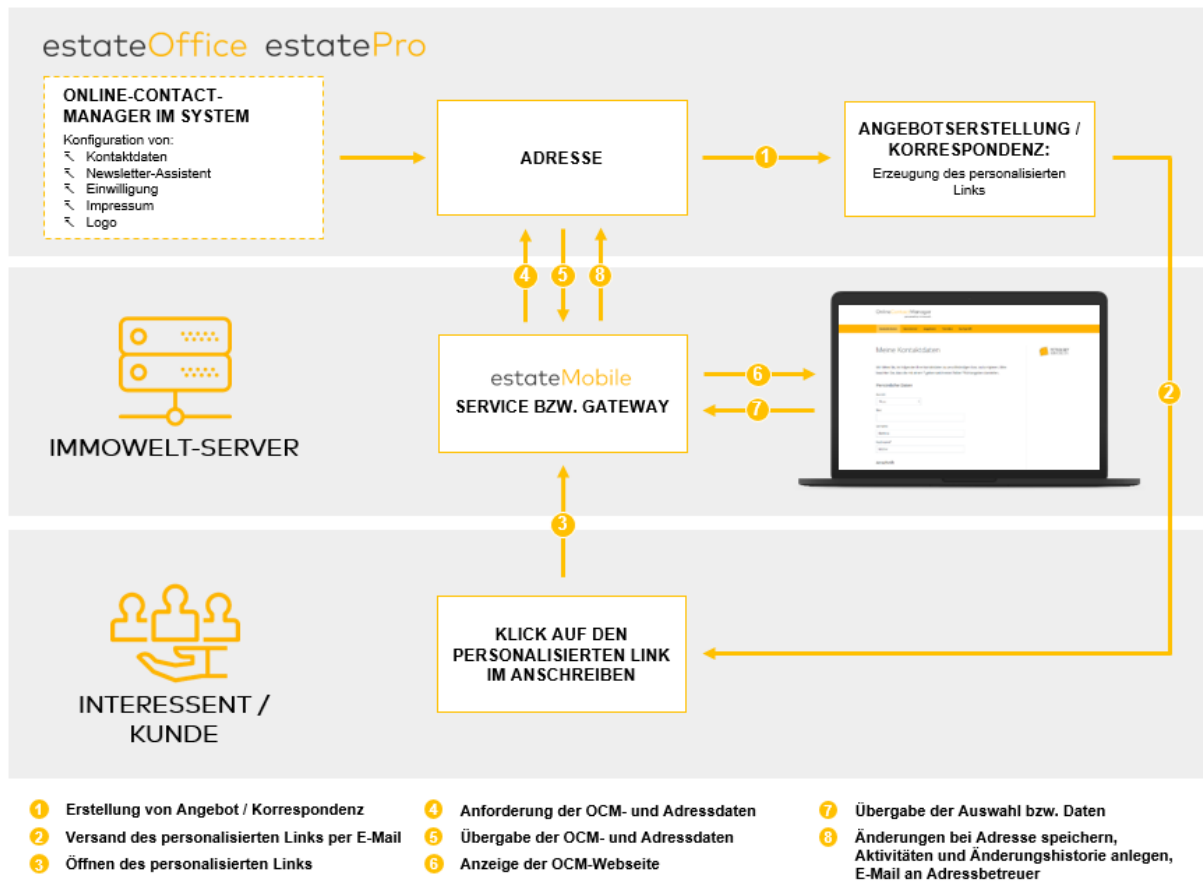 estateOffice estatePro
ONLINE-CONTACT-
MANAGER IM SYSTEM
Konfiguration von:
Kontaktdaten
Newsletter-Assistent
Einwilligung
Impressum
Logo
ADRESSE
1
ANGEBOTSERSTELLUNG /
KORRESPONDENZ:
Erzeugung des personalisierten
Links
4
5
8
IMMOWELT-SERVER
estateMobile
SERVICE BZW. GATEWAY
6
7
Meine Kontaktdaten
2
3
INTERESSENT /
KUNDE
KLICK AUF DEN
PERSONALISIERTEN LINK
IM ANSCHREIBEN
1 Erstellung von Angebot / Korrespondenz
2 Versand des personalisierten Links per E-Mail
3 Öffnen des personalisierten Links
4 Anforderung der OCM- und Adressdaten
5 Übergabe der OCM- und Adressdaten
6 Anzeige der OCM-Webseite
7 Übergabe der Auswahl bzw. Daten
8 Änderungen bei Adresse speichern,
Aktivitäten und Änderungshistorie anlegen,
E-Mail an Adressbetreuer